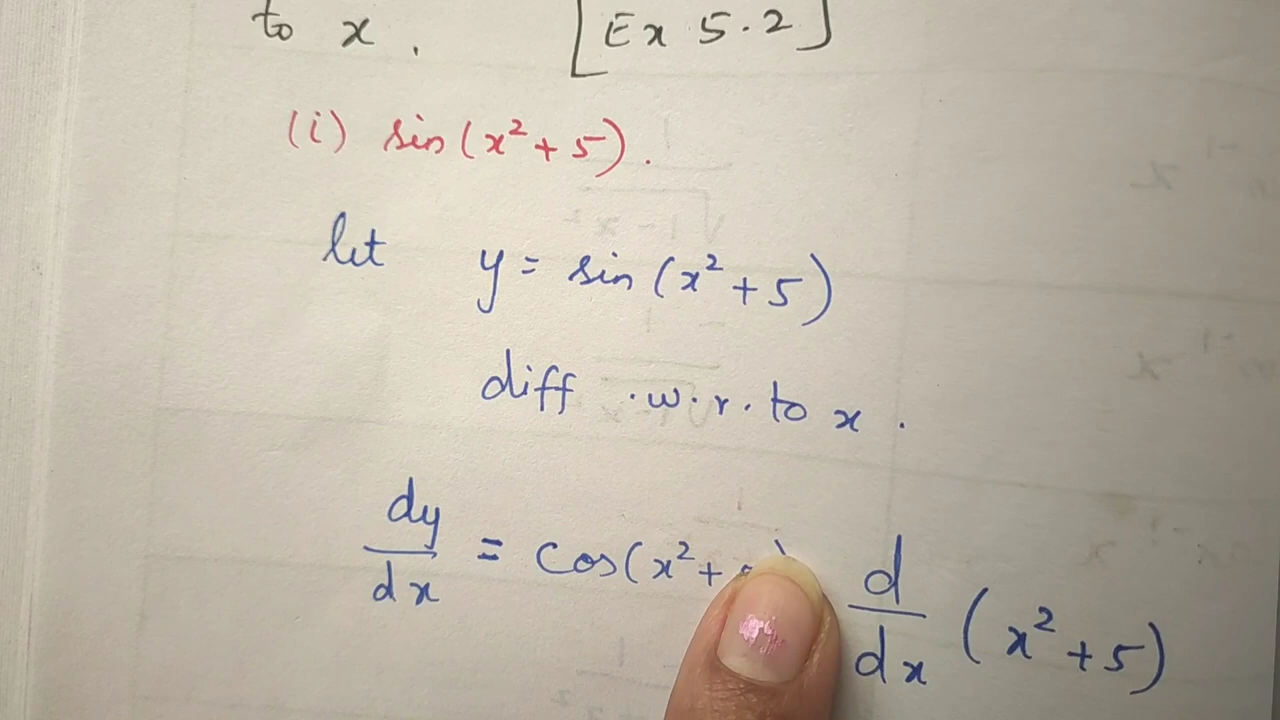 to x . [Ex 5.2]
(i) sin(x² + 5).
let y = sin(x² + 5)
diff .w.r.to x .
dy/dx = cos(x² + ) d/dx (x² + 5)